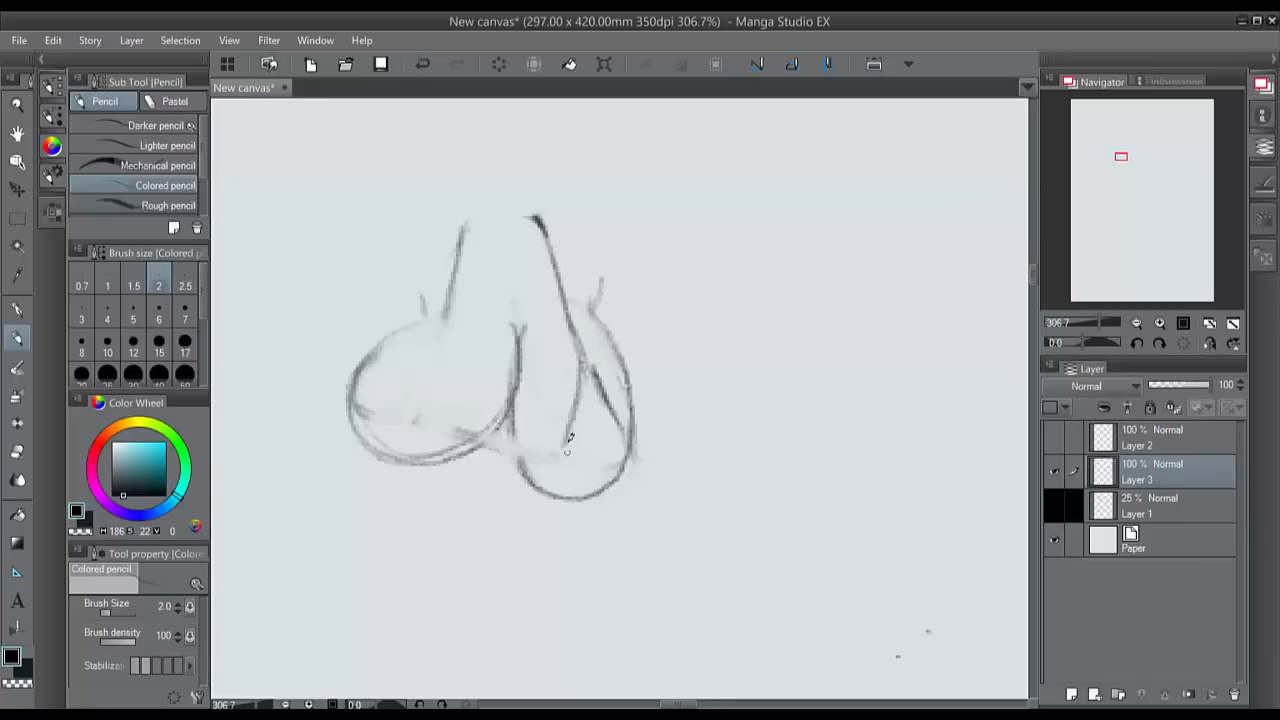 New canvas* (297.00 x 420.00mm 350dpi 306.7%) - Manga Studio EX
File Edit Story Layer Selection View Filter Window Help
Sub Tool [Pencil]
Pencil Pastel
Darker pencil
Lighter pencil
Mechanical pencil
Colored pencil
Rough pencil
Brush size [Colored p
0.7 1 1.5 2 2.5
3 4 5 6 7
8 10 12 15 17
Color Wheel
H 186 S 22 V 0
Tool property [Colore
Colored pencil
Brush Size 2.0
Brush density 100
Stabilizat
A
New canvas*
306.7 0.0
Navigator Information
306.7
0.0
Layer
Normal 100
100 % Normal
Layer 2
100 % Normal
Layer 3
25 % Normal
Layer 1
Paper